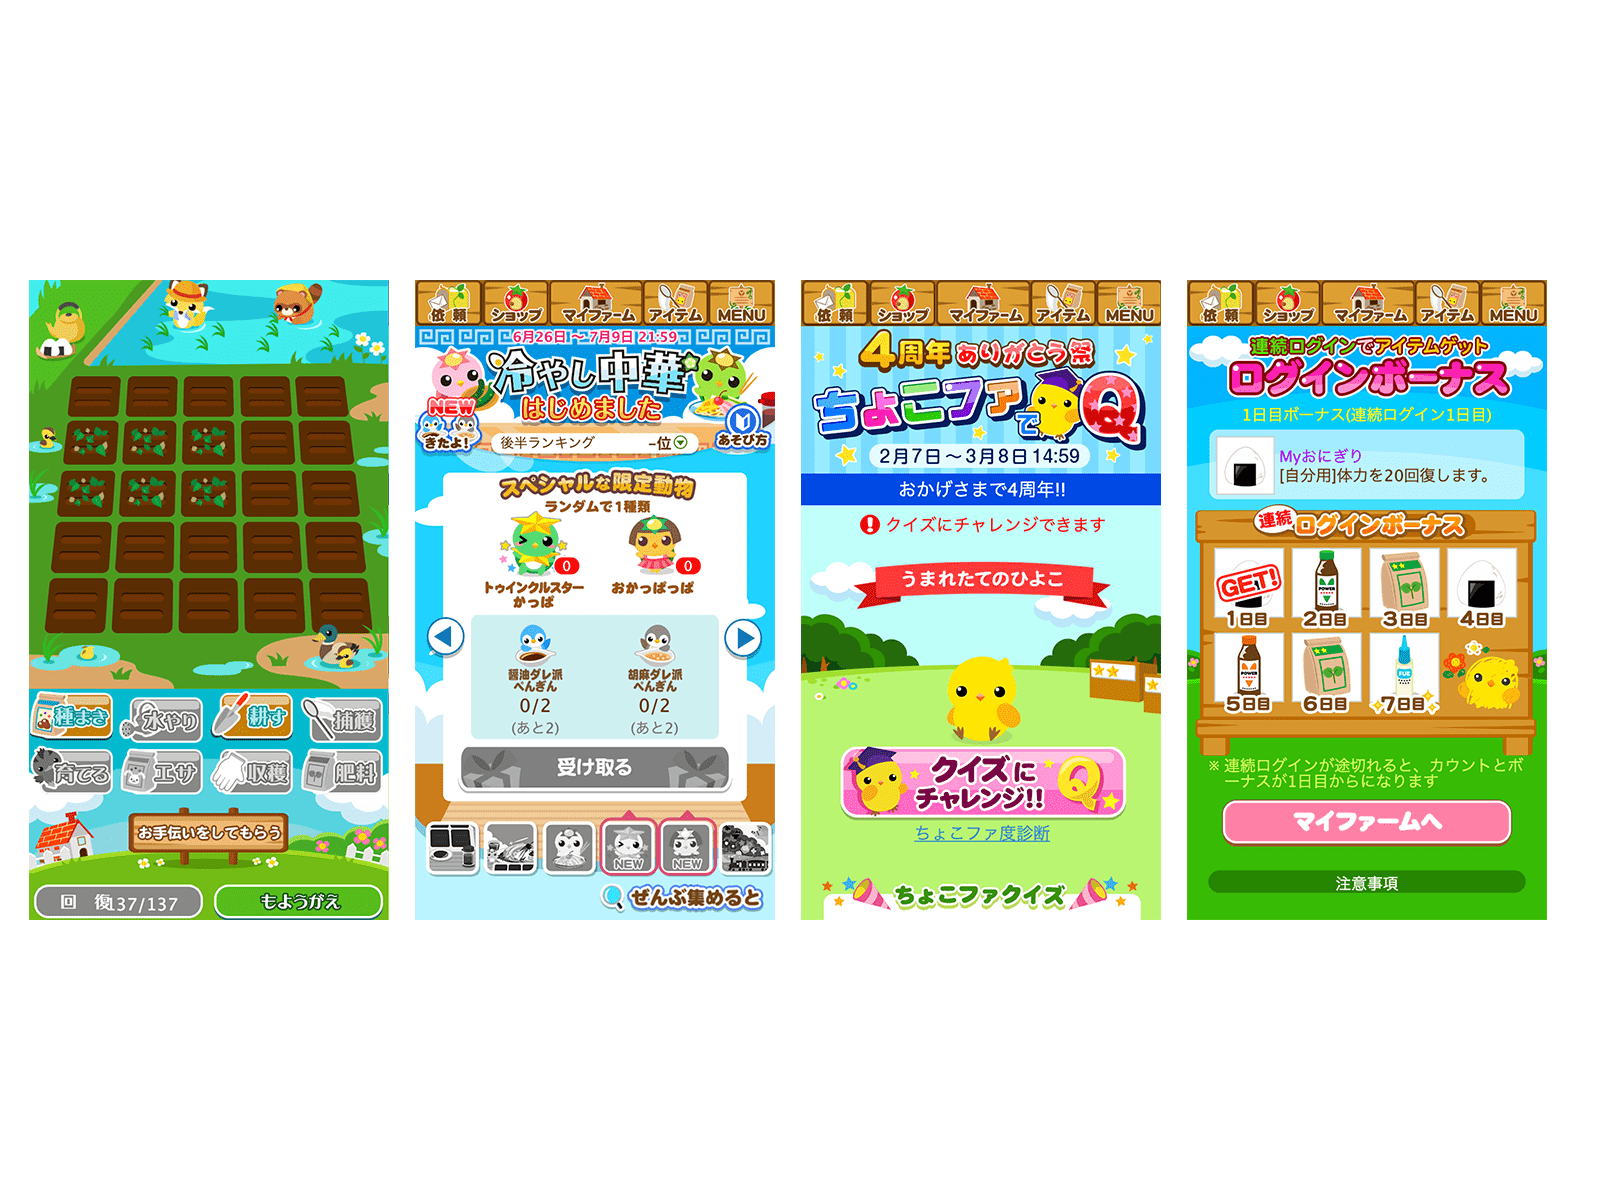 種まき
水やり
耕す
捕獲
育てる
エサ
収穫
肥料
お手伝いをしてもらう
回 復137/137
もようがえ
依 頼
ショップ
マイファーム
アイテム
MENU
6月26日 〜 7月9日 21:59
冷やし中華
はじめました
NEW
きたよ!
後半ランキング
–位
あそび方
スペシャルな限定動物
ランダムで1種類
0
0
トゥインクルスター
かっぱ
おかっぱっぱ
醤油ダレ派
ぺんぎん
胡麻ダレ派
ぺんぎん
0/2
0/2
(あと2)
(あと2)
受け取る
NEW
NEW
ぜんぶ集めると
依 頼
ショップ
マイファーム
アイテム
MENU
4周年ありがとう祭
ちょこファでQ
2月7日〜3月8日14:59
おかげさまで4周年!!
クイズにチャレンジできます
うまれたてのひよこ
クイズに
チャレンジ!!
Q
ちょこファ度診断
ちょこファクイズ
依 頼
ショップ
マイファーム
アイテム
MENU
連続ログインでアイテムゲット
ログインボーナス
1日目ボーナス(連続ログイン1日目)
Myおにぎり
[自分用]体力を20回復します。
連続ログインボーナス
GET!
POWER
1日目
2日目
3日目
4日目
POWER
5日目
6日目
7日目
※ 連続ログインが途切れると、カウントとボ
ーナスが1日目からになります
マイファームへ
注意事項